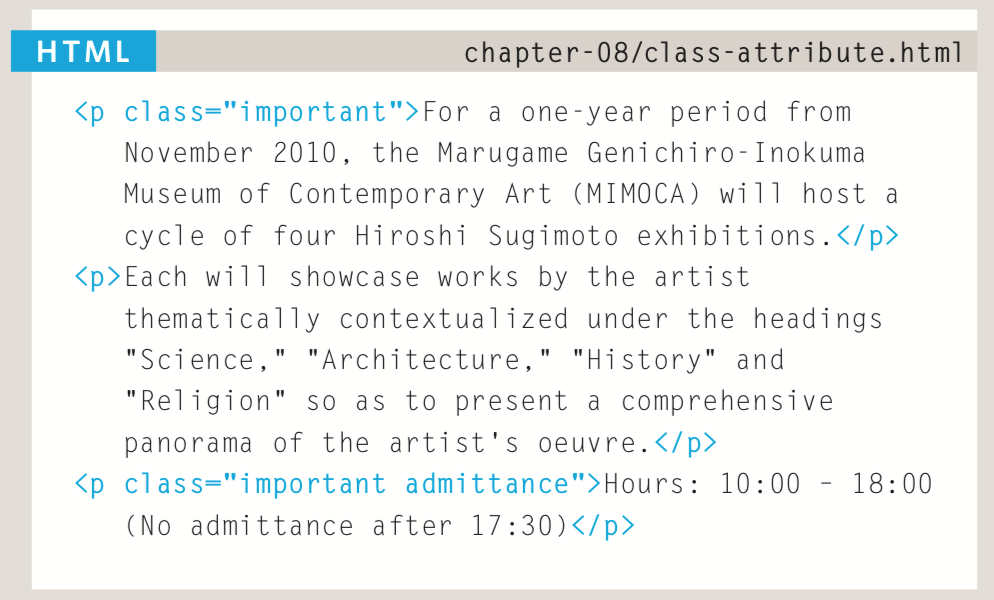 HTML
chapter-08/class-attribute.html
<p class="important">For a one-year period from
November 2010, the Marugame Genichiro-Inokuma
Museum of Contemporary Art (MIMOCA) will host a
cycle of four Hiroshi Sugimoto exhibitions.</p>
<p>Each will showcase works by the artist
thematically contextualized under the headings
"Science," "Architecture," "History" and
"Religion" so as to present a comprehensive
panorama of the artist's oeuvre.</p>
<p class="important admittance">Hours: 10:00 – 18:00
(No admittance after 17:30)</p>